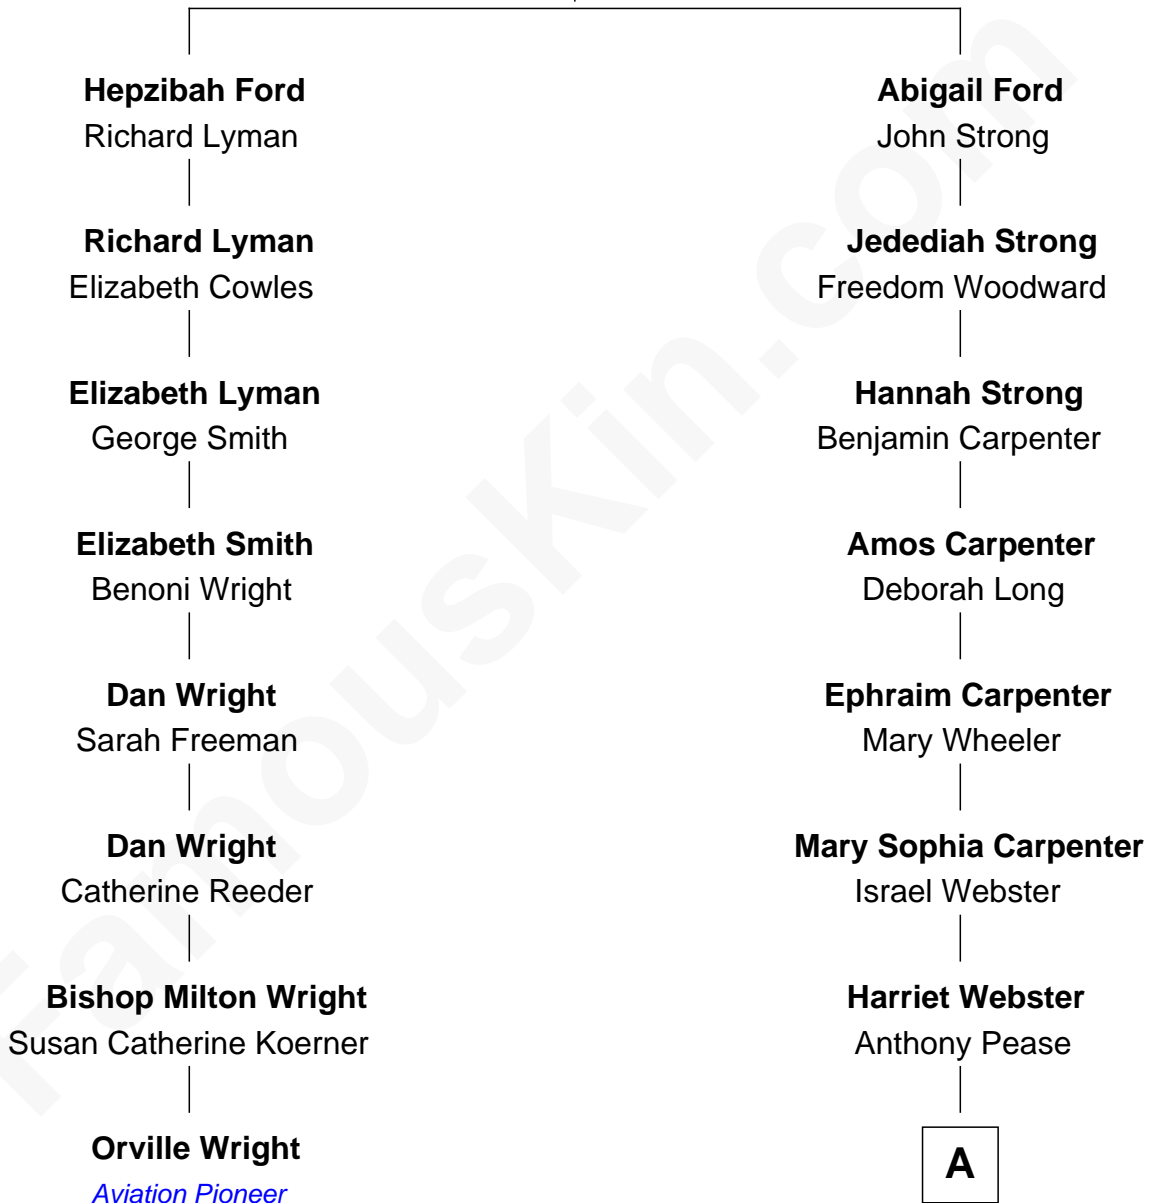 Hepzibah Ford
Richard Lyman
Abigail Ford
John Strong
Richard Lyman
Elizabeth Cowles
Jedediah Strong
Freedom Woodward
Elizabeth Lyman
George Smith
Hannah Strong
Benjamin Carpenter
Elizabeth Smith
Benoni Wright
Amos Carpenter
Deborah Long
Dan Wright
Sarah Freeman
Ephraim Carpenter
Mary Wheeler
Dan Wright
Catherine Reeder
Mary Sophia Carpenter
Israel Webster
Bishop Milton Wright
Susan Catherine Koerner
Harriet Webster
Anthony Pease
Orville Wright
Aviation Pioneer
A
FamousKin.com